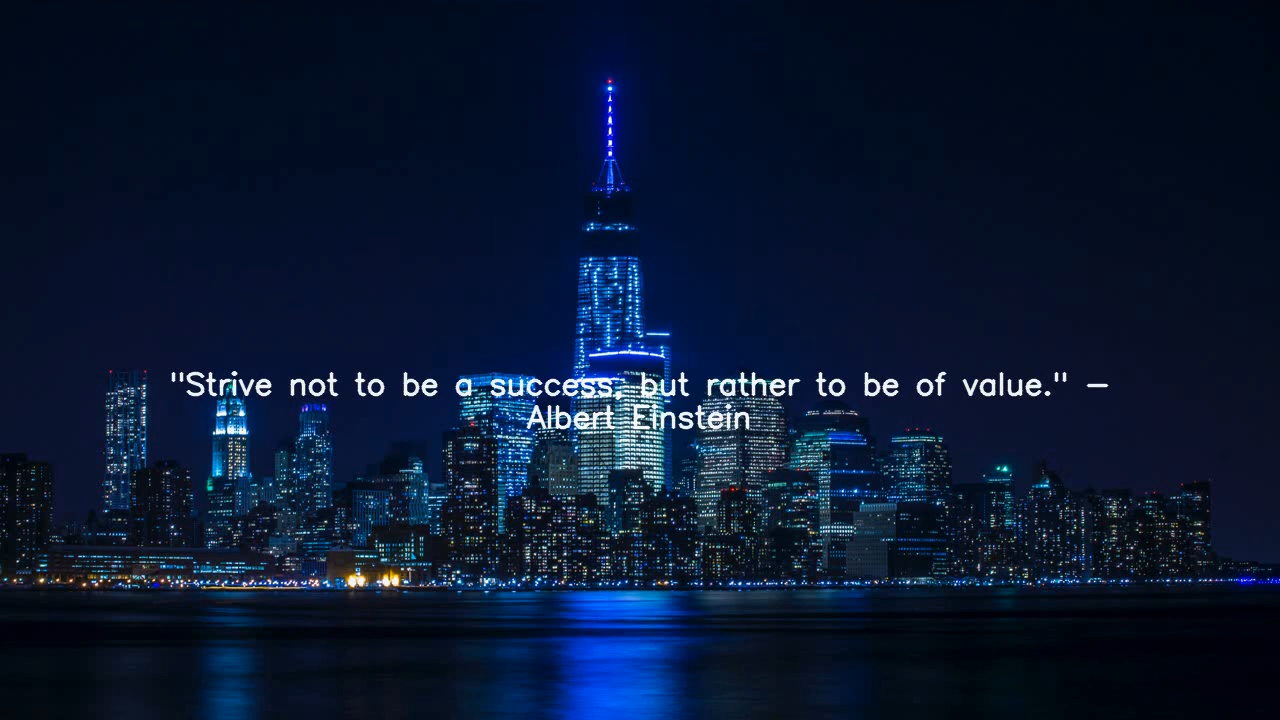 "Strive not to be a success, but rather to be of value." –
Albert Einstein